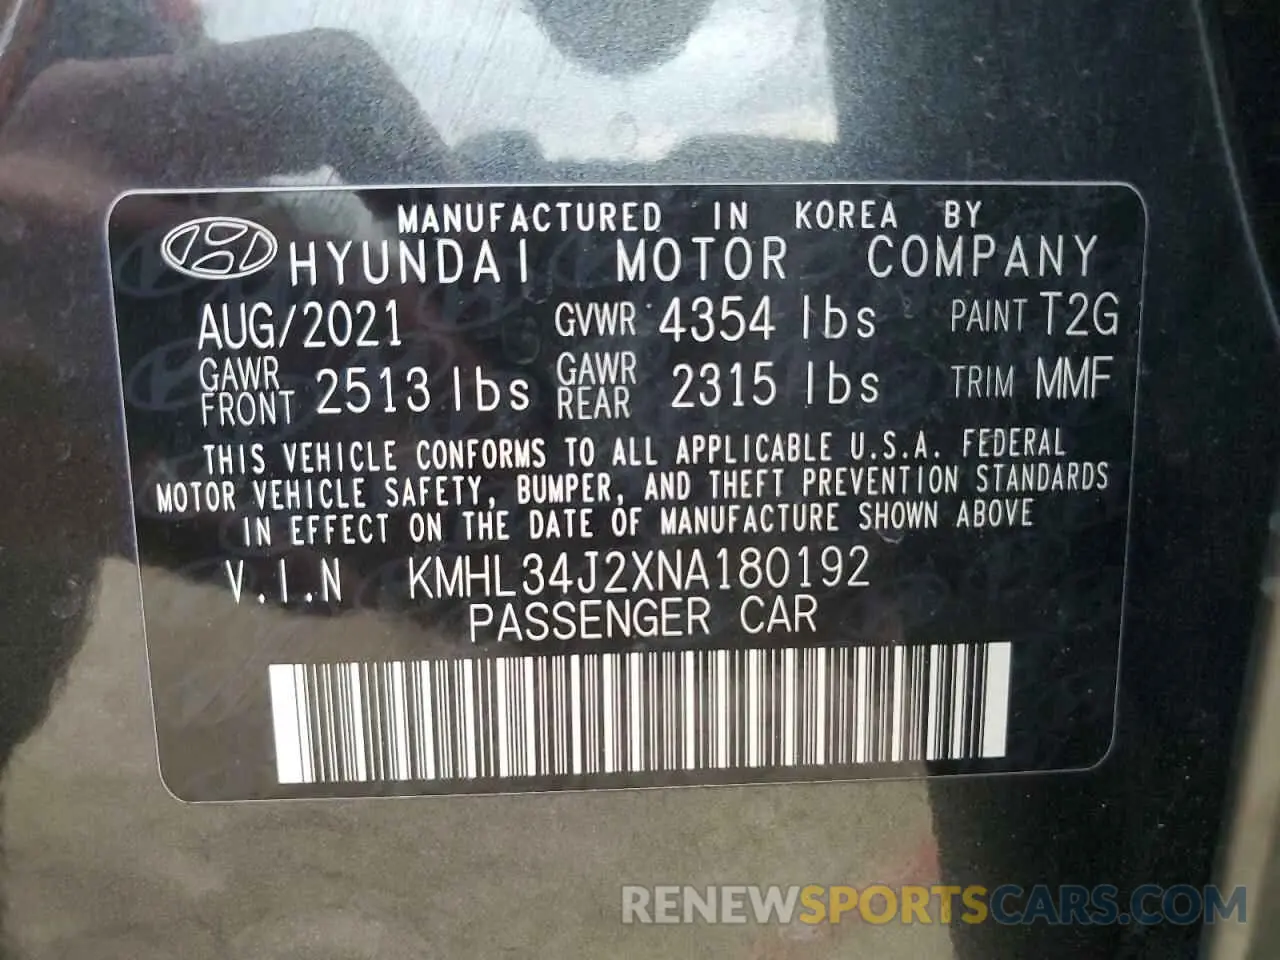 MANUFACTURED IN KOREA BY
HYUNDAI MOTOR COMPANY
AUG/2021 GVWR 4354 lbs PAINT T2G
GAWR FRONT 2513 lbs GAWR REAR 2315 lbs TRIM MMF
THIS VEHICLE CONFORMS TO ALL APPLICABLE U.S.A. FEDERAL
MOTOR VEHICLE SAFETY, BUMPER, AND THEFT PREVENTION STANDARDS
IN EFFECT ON THE DATE OF MANUFACTURE SHOWN ABOVE
V.I.N KMHL34J2XNA180192
PASSENGER CAR
RENEWSPORTSCARS.COM